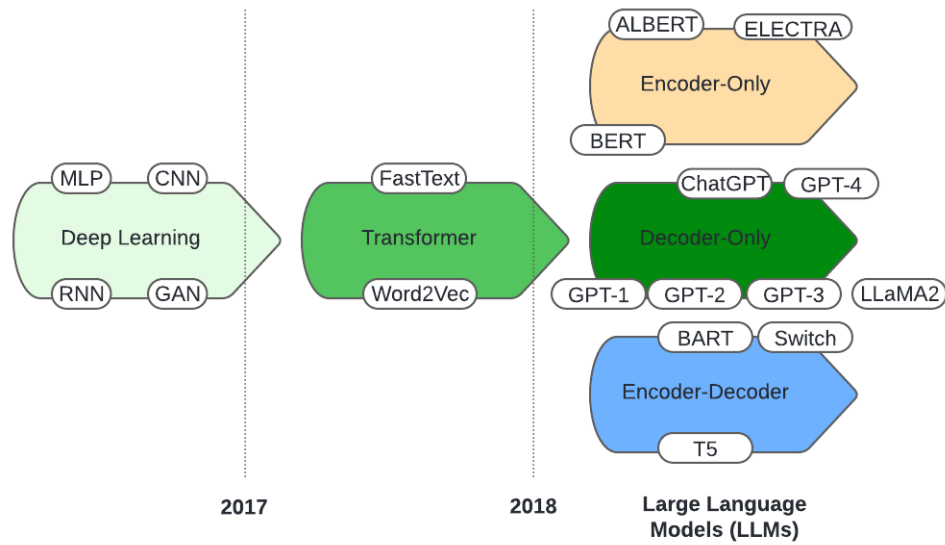 MLP
CNN
Deep Learning
RNN
GAN
2017
FastText
Transformer
Word2Vec
2018
ALBERT
ELECTRA
Encoder-Only
BERT
ChatGPT
GPT-4
Decoder-Only
GPT-1
GPT-2
GPT-3
LLaMA2
BART
Switch
Encoder-Decoder
T5
Large Language
Models (LLMs)